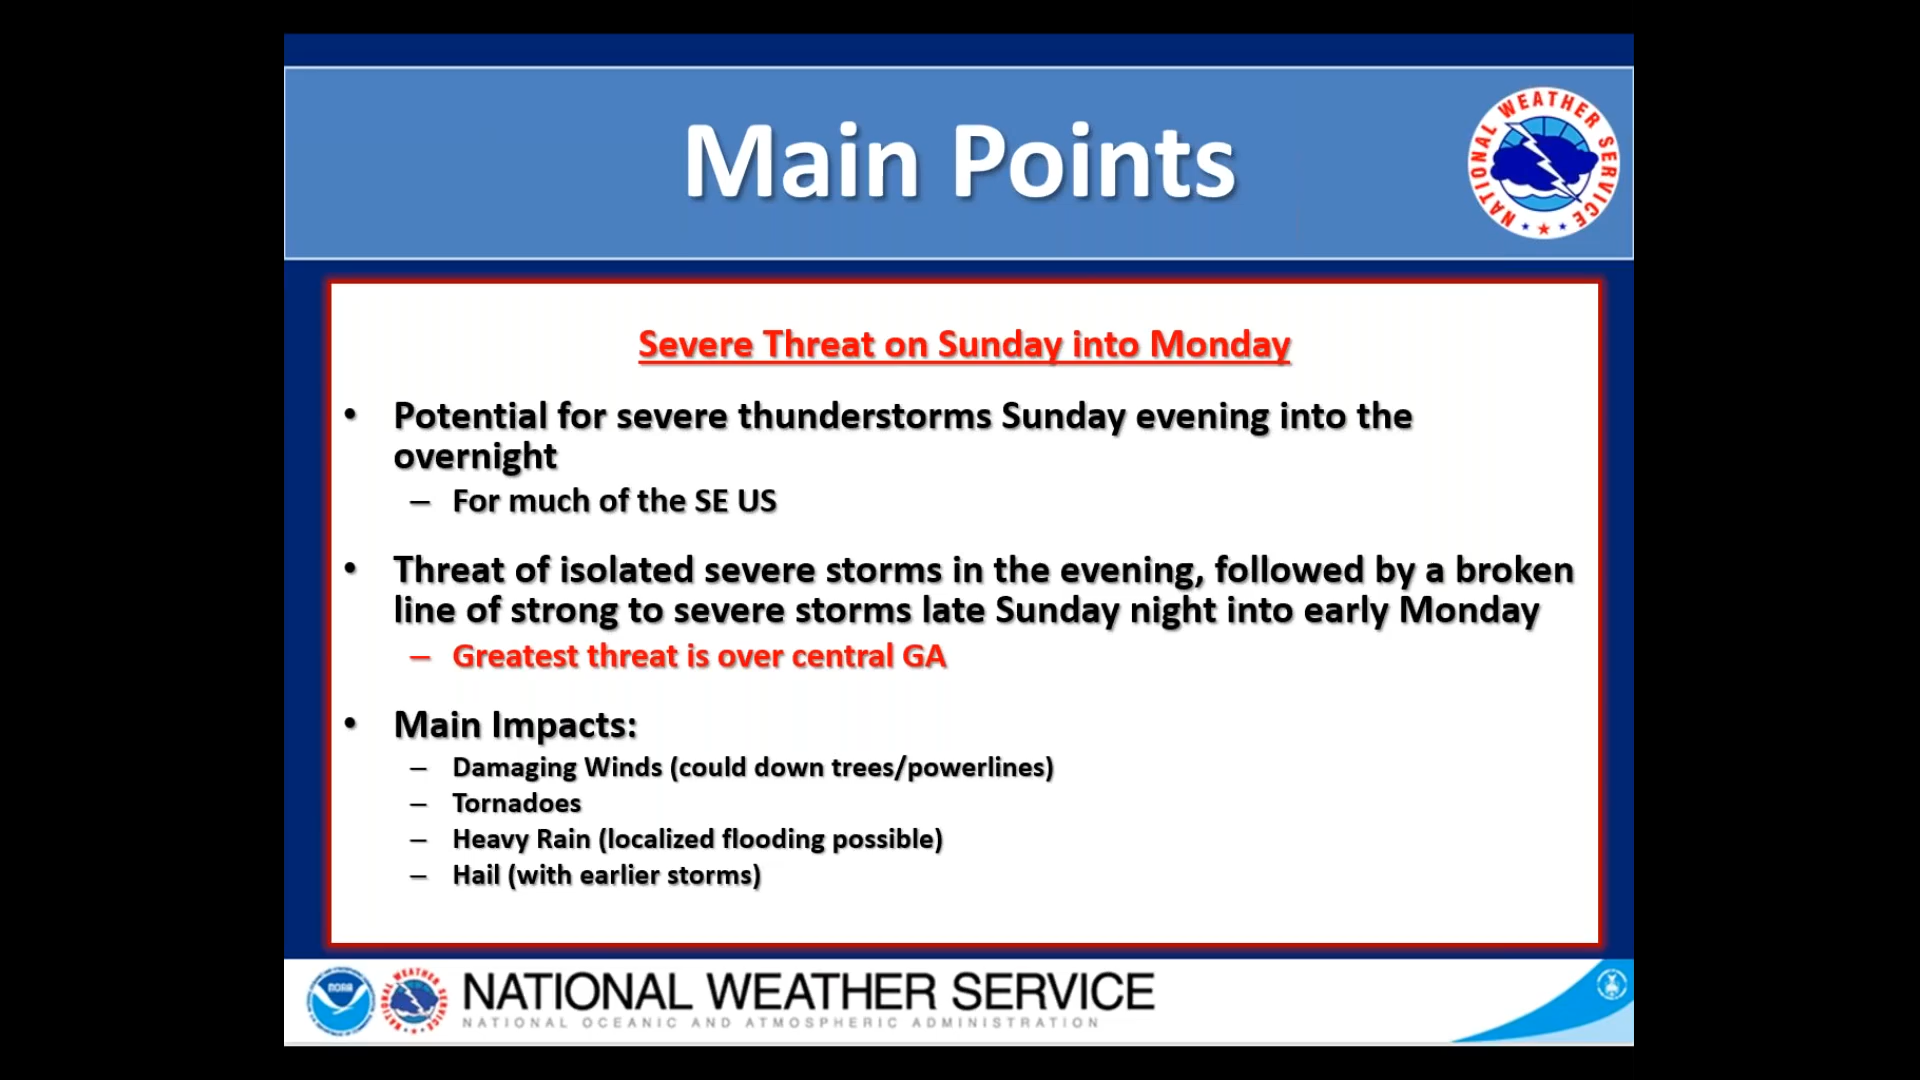 Main Points
NATIONAL WEATHER SERVICE
Severe Threat on Sunday into Monday
• Potential for severe thunderstorms Sunday evening into the
overnight
– For much of the SE US
• Threat of isolated severe storms in the evening, followed by a broken
line of strong to severe storms late Sunday night into early Monday
– Greatest threat is over central GA
• Main Impacts:
– Damaging Winds (could down trees/powerlines)
– Tornadoes
– Heavy Rain (localized flooding possible)
– Hail (with earlier storms)
NOAA
NATIONAL WEATHER SERVICE
NATIONAL OCEANIC AND ATMOSPHERIC ADMINISTRATION